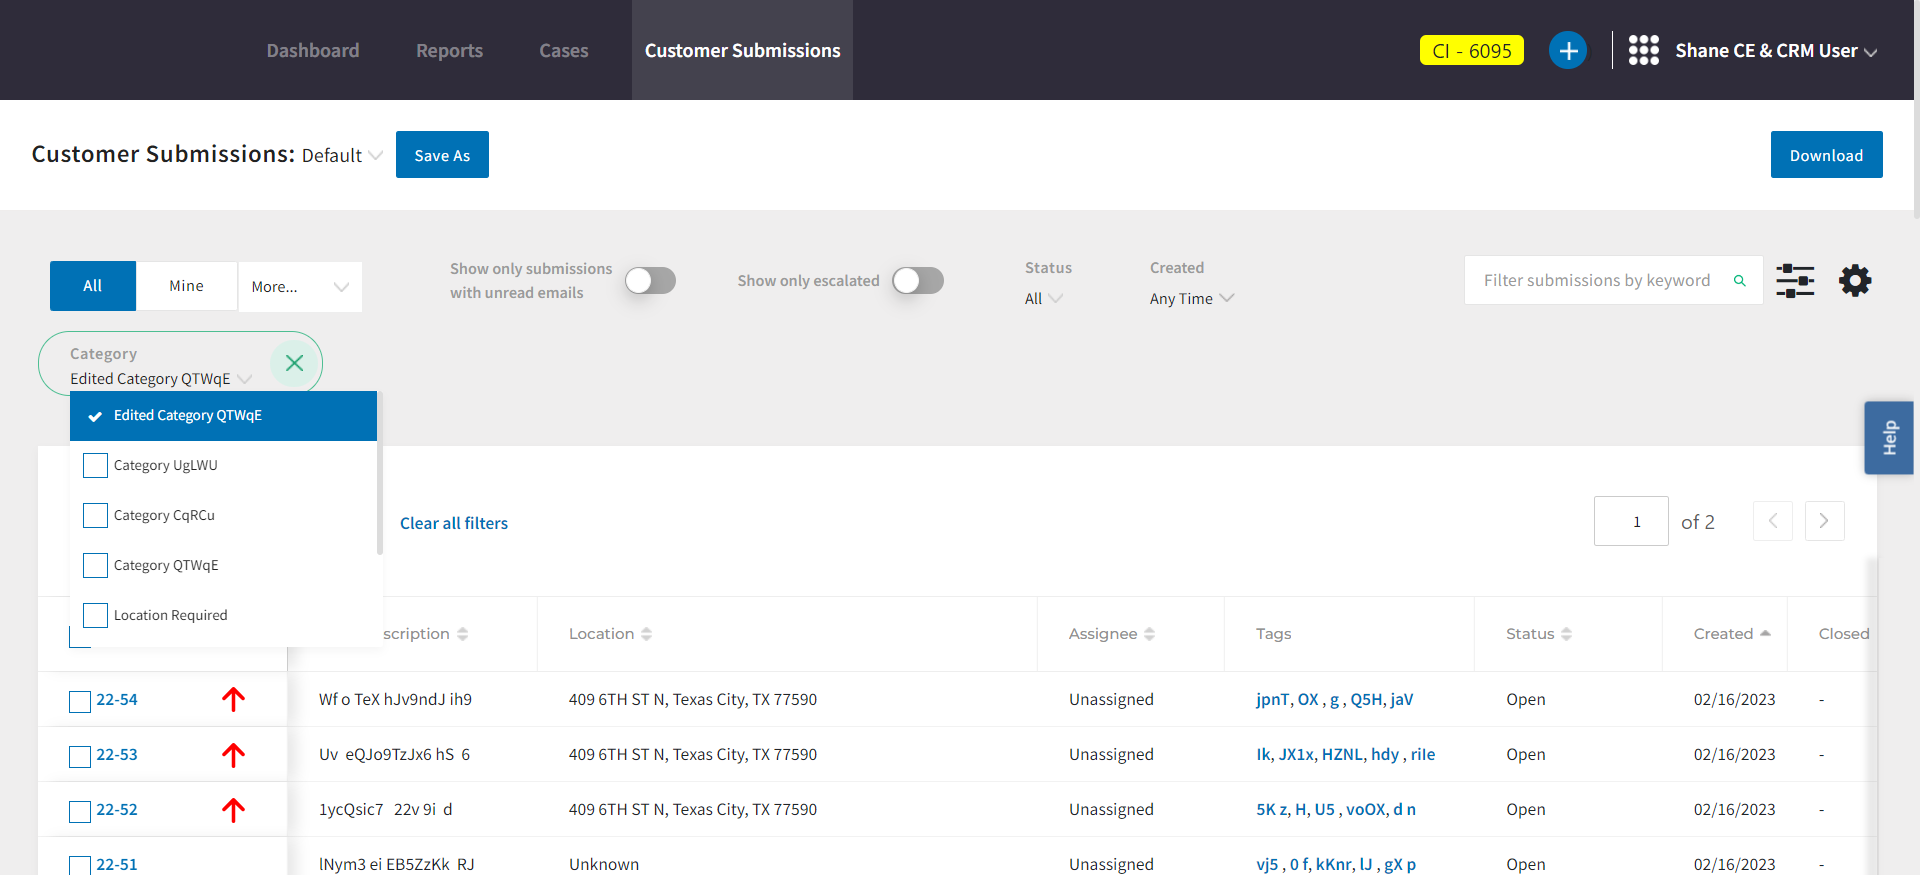 Dashboard Reports Cases Customer Submissions CI - 6095 Shane CE & CRM User
Customer Submissions: Default Save As Download
All Mine More...
Show only submissions
with unread emails
Show only escalated
Status
All
Created
Any Time
Filter submissions by keyword
Category
Edited Category QTWqE
Edited Category QTWqE
Category UgLWU
Category CqRCu
Category QTWqE
Location Required
Help
Clear all filters
1 of 2
scription Location Assignee Tags Status Created Closed
22-54 Wf o TeX hJv9ndJ ih9 409 6TH ST N, Texas City, TX 77590 Unassigned jpnT, OX , g , Q5H, jaV Open 02/16/2023 -
22-53 Uv eQJo9TzJx6 hS 6 409 6TH ST N, Texas City, TX 77590 Unassigned Ik, JX1x, HZNL, hdy , riIe Open 02/16/2023 -
22-52 1ycQsic7 22v 9i d 409 6TH ST N, Texas City, TX 77590 Unassigned 5K z, H, U5 , voOX, d n Open 02/16/2023 -
22-51 lNym3 ei EB5ZzKk RJ Unknown Unassigned vj5 , 0 f, kKnr, lJ , gX p Open 02/16/2023 -